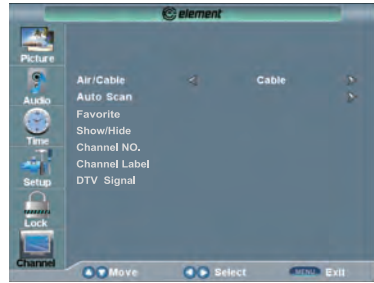 element
Picture
Audio
Time
Setup
Lock
Channel
Air/Cable Cable
Auto Scan
Favorite
Show/Hide
Channel NO.
Channel Label
DTV Signal
Move Select MENU Exit